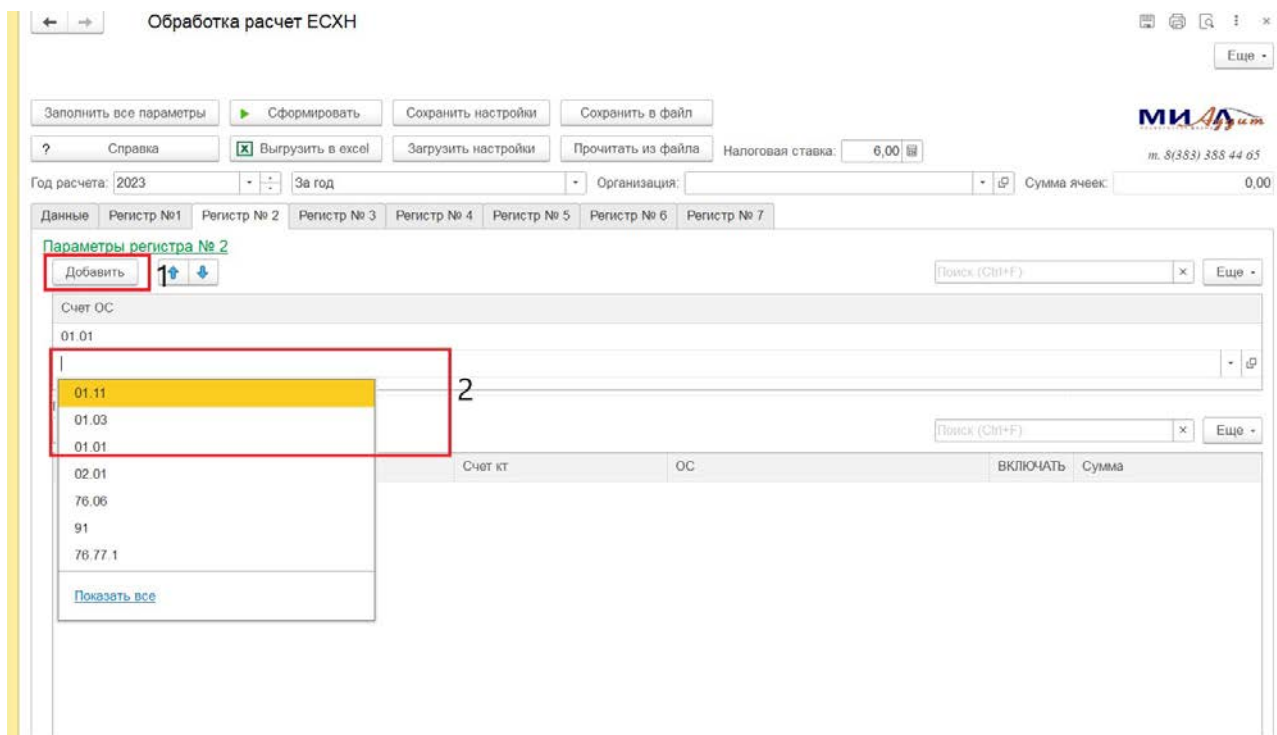 Обработка расчет ЕСХН
Еще
Заполнить все параметры Сформировать Сохранить настройки Сохранить в файл
МИАудит
? Справка Выгрузить в excel Загрузить настройки Прочитать из файла Налоговая ставка: 6,00
т. 8(383) 388 44 65
Год расчета: 2023 За год Организация: Сумма ячеек: 0,00
Данные Регистр №1 Регистр № 2 Регистр № 3 Регистр № 4 Регистр № 5 Регистр № 6 Регистр № 7
Параметры регистра № 2
Добавить 1 Поиск (Ctrl+F) × Еще
Счет ОС
01.01
01.11 2
01.03
Поиск (Ctrl+F) × Еще
01.01
Счет кт ОС ВКЛЮЧАТЬ Сумма
02.01
76.06
91
76.77.1
Показать все